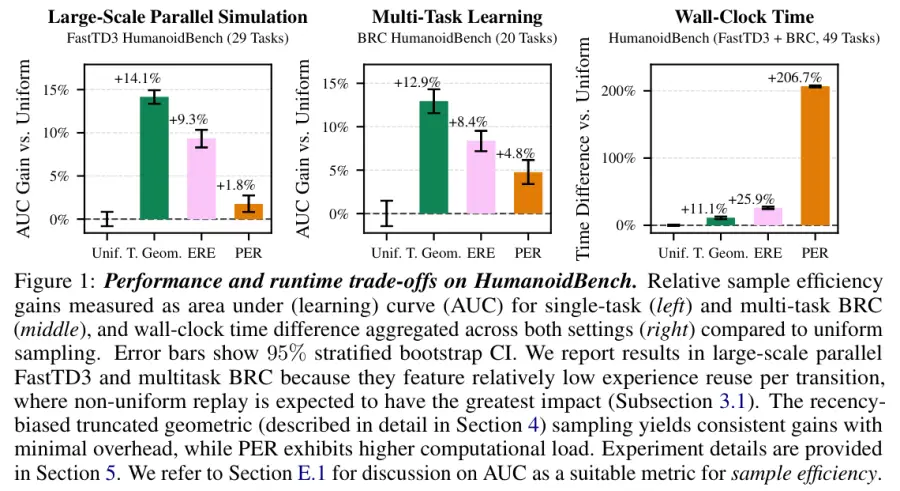 Large-Scale Parallel Simulation
FastTD3 HumanoidBench (29 Tasks)
AUC Gain vs. Uniform
15%
10%
5%
0%
+14.1%
+9.3%
+1.8%
Unif. T. Geom. ERE PER
Multi-Task Learning
BRC HumanoidBench (20 Tasks)
AUC Gain vs. Uniform
15%
10%
5%
0%
+12.9%
+8.4%
+4.8%
Unif. T. Geom. ERE PER
Wall-Clock Time
HumanoidBench (FastTD3 + BRC, 49 Tasks)
Time Difference vs. Uniform
200%
100%
0%
+11.1%
+25.9%
+206.7%
Unif. T. Geom. ERE PER
Figure 1: Performance and runtime trade-offs on HumanoidBench. Relative sample efficiency
gains measured as area under (learning) curve (AUC) for single-task (left) and multi-task BRC
(middle), and wall-clock time difference aggregated across both settings (right) compared to uniform
sampling. Error bars show 95% stratified bootstrap CI. We report results in large-scale parallel
FastTD3 and multitask BRC because they feature relatively low experience reuse per transition,
where non-uniform replay is expected to have the greatest impact (Subsection 3.1). The recency-
biased truncated geometric (described in detail in Section 4) sampling yields consistent gains with
minimal overhead, while PER exhibits higher computational load. Experiment details are provided
in Section 5. We refer to Section E.1 for discussion on AUC as a suitable metric for sample efficiency.